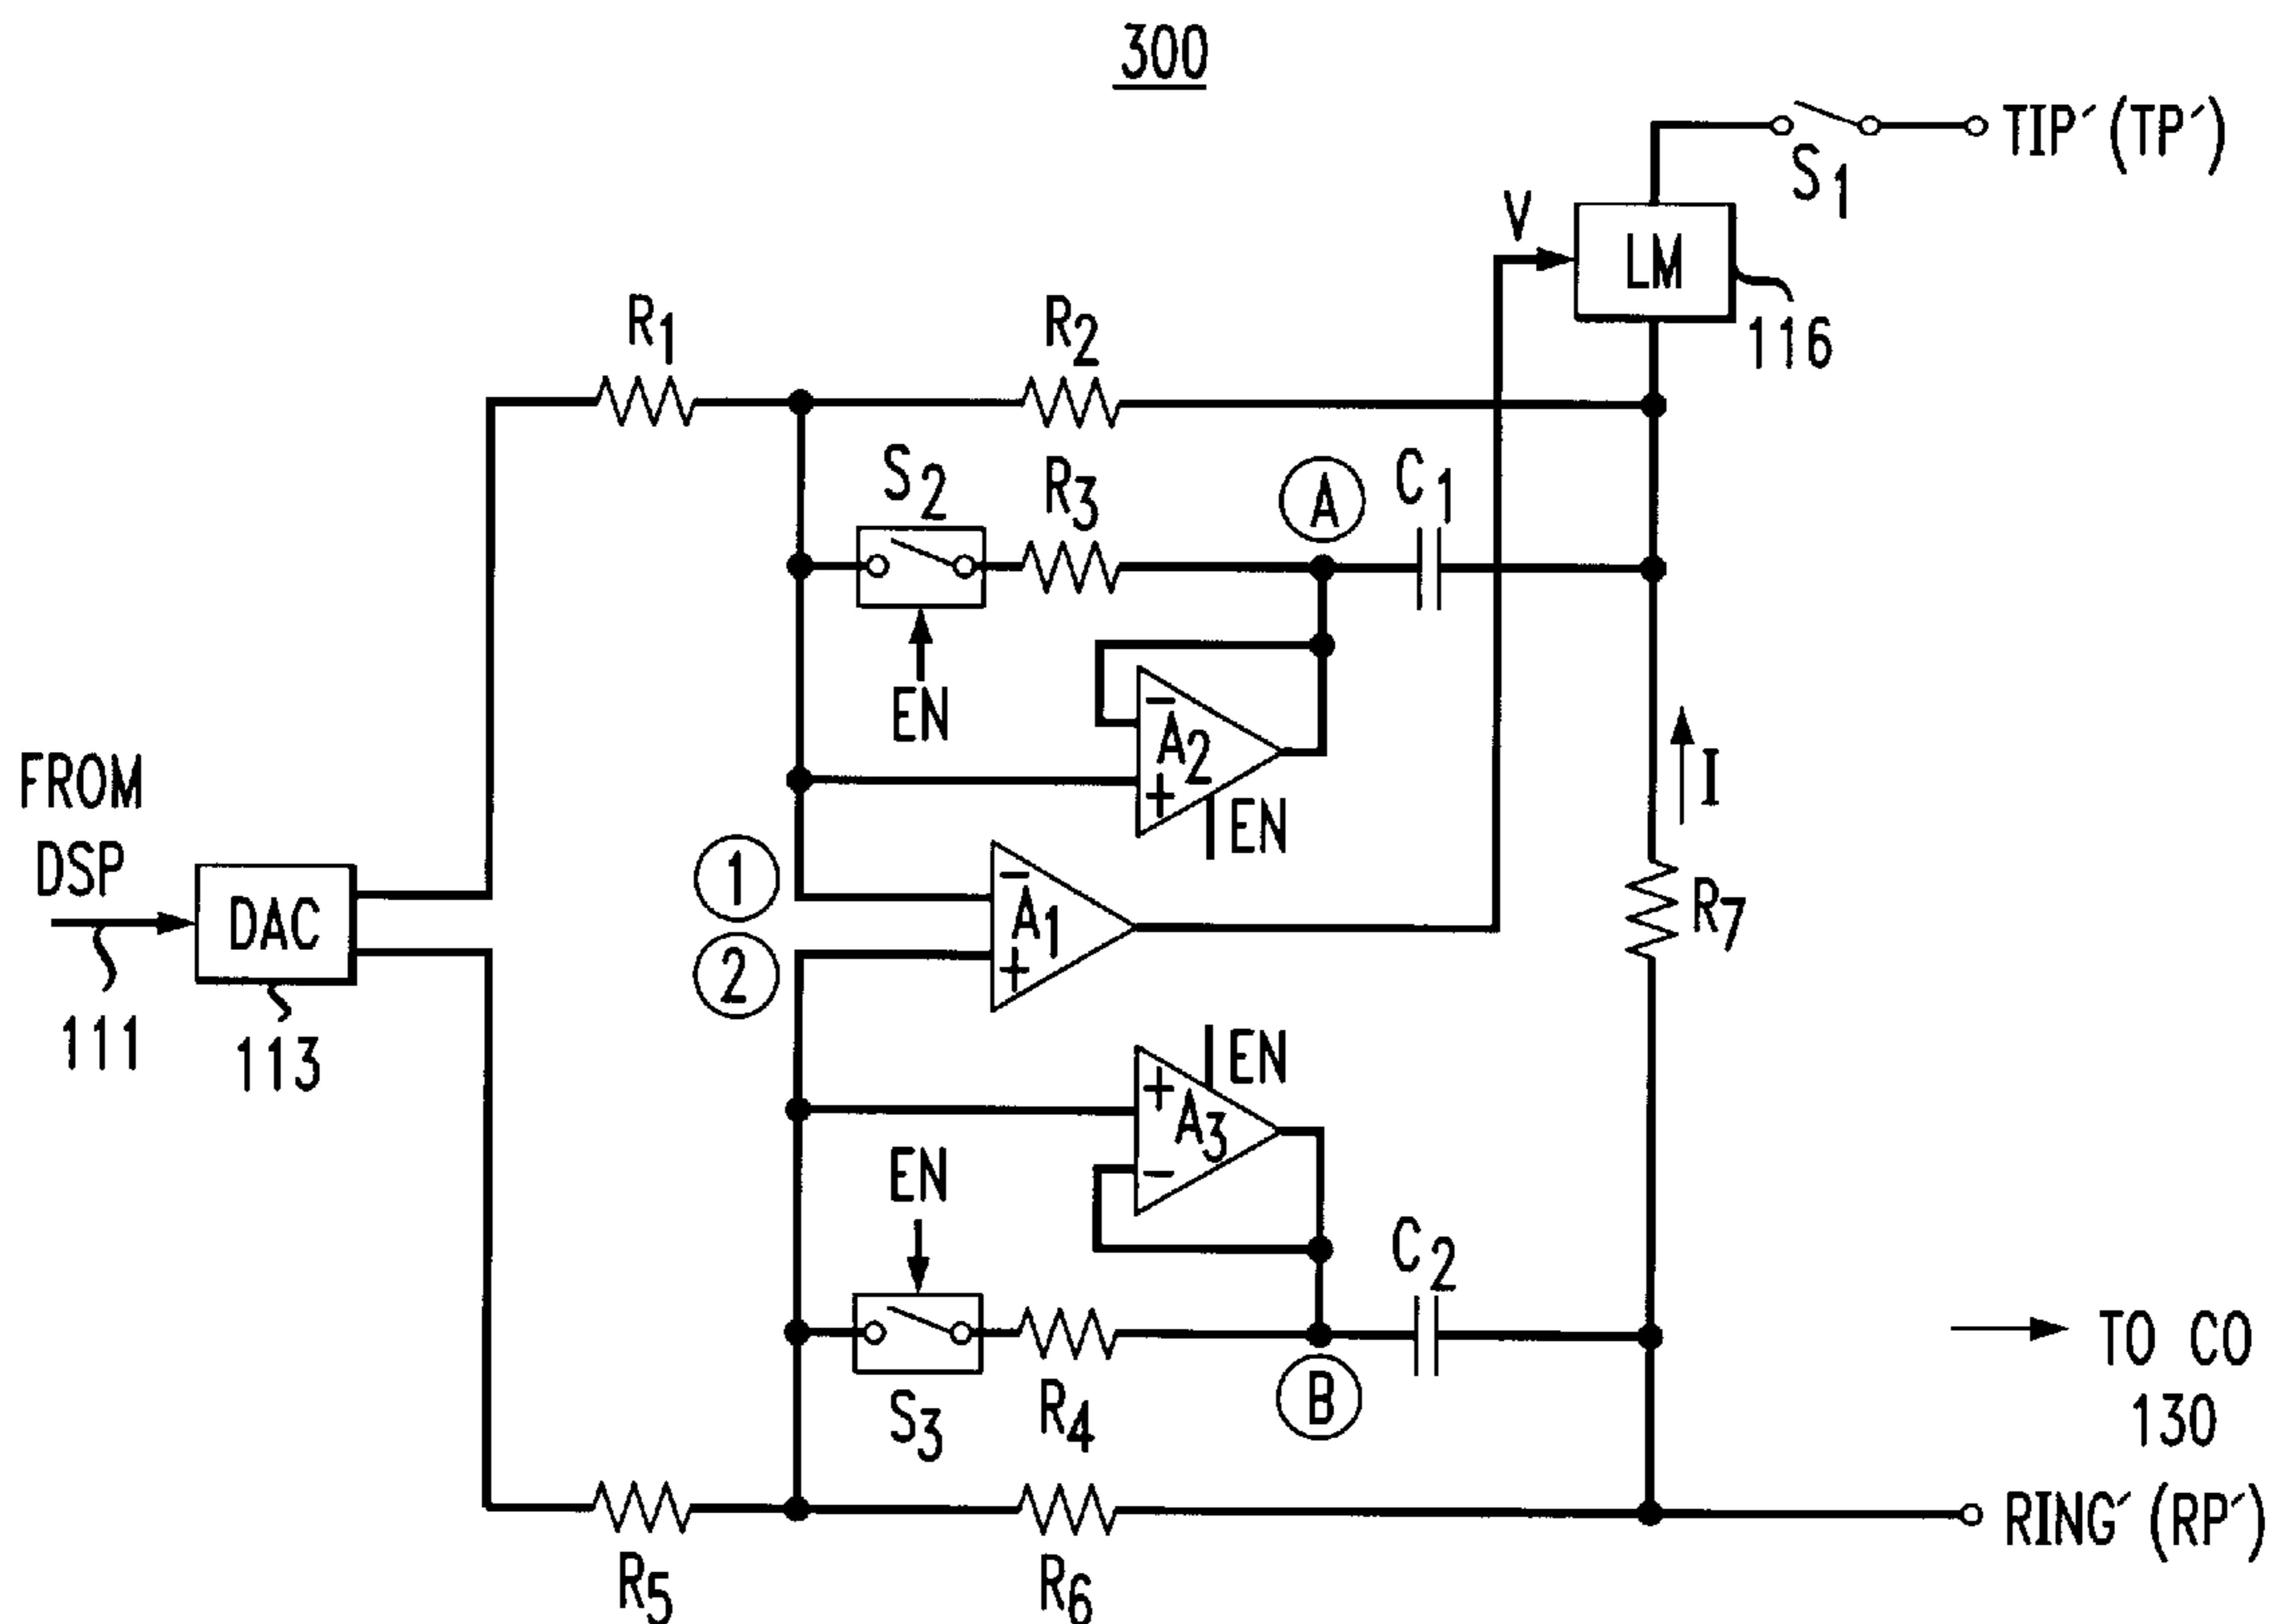 300
TIP′ (TP′)
S1
V
LM
116
R1
R2
S2
R3
A
C1
EN
−
A2
+
EN
I
FROM
DSP
111
DAC
113
1
2
−
A1
+
R7
EN
+
A3
−
EN
S3
R4
B
C2
TO CO
130
R5
R6
RING′ (RP′)